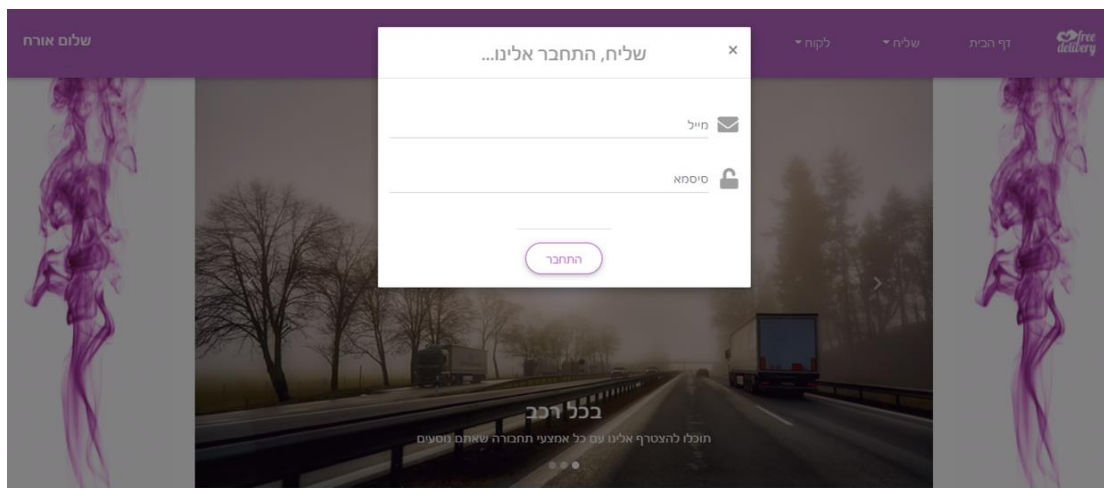 free
delivery
דף הבית
שליח
לקוח
שלום אורח
שליח, התחבר אלינו...
מייל
סיסמא
התחבר
בכל רכב
תוכלו להצטרף אלינו עם כל אמצעי תחבורה שאתם נוסעים